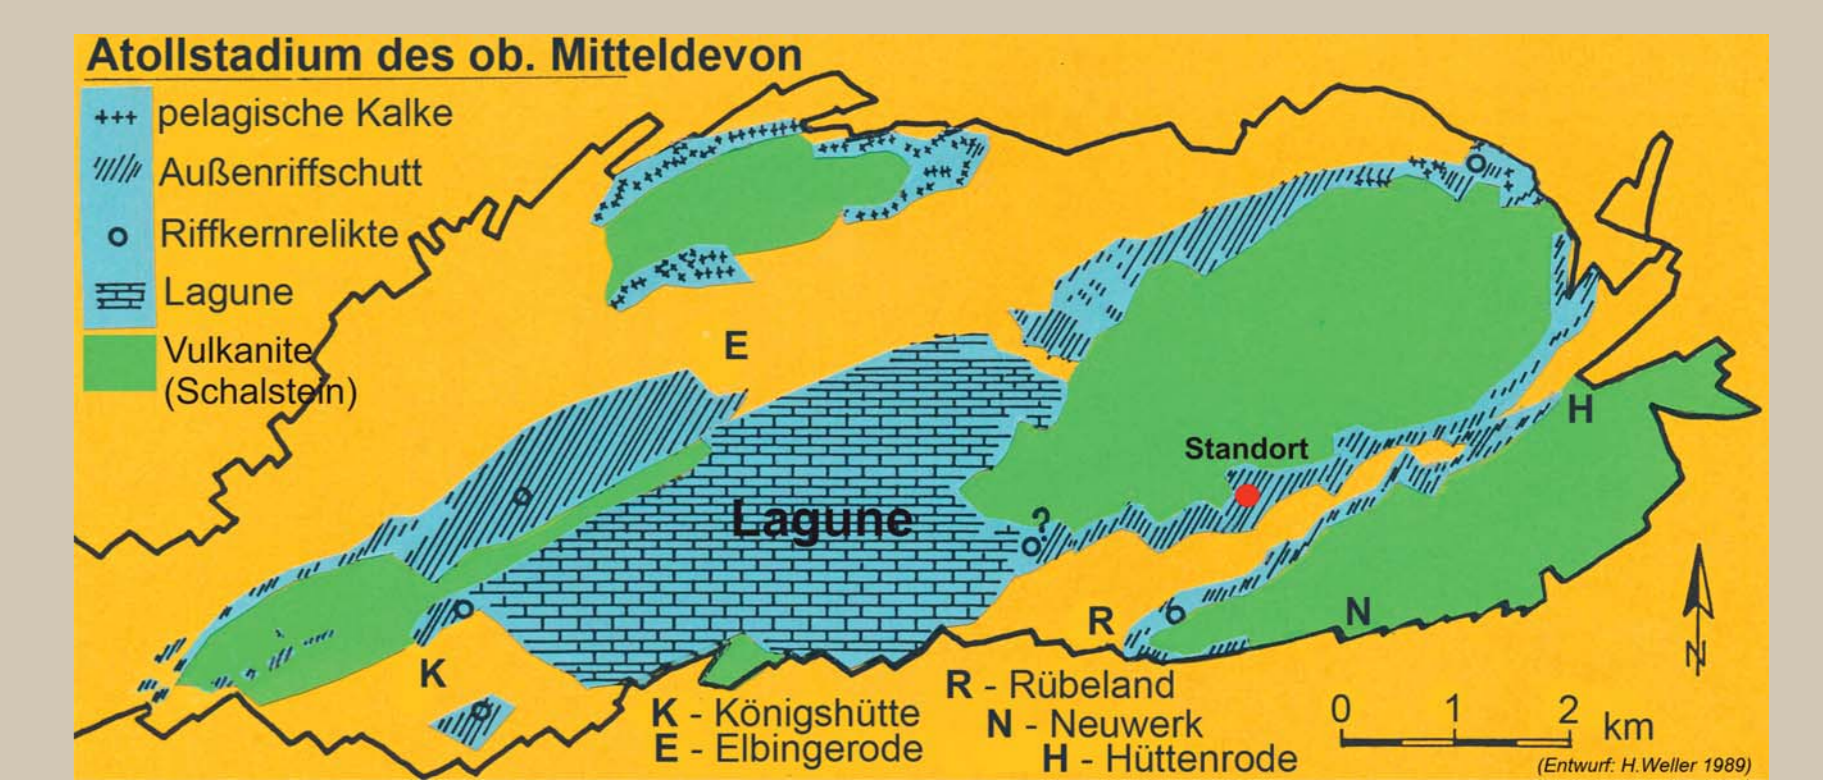 Atollstadium des ob. Mitteldevon
pelagische Kalke
Außenriffschutt
Riffkernrelikte
Lagune
Vulkanite
(Schalstein)
E
H
Standort
Lagune
?
R
N
K
N
K - Königshütte
E - Elbingerode
R - Rübeland
N - Neuwerk
H - Hüttenrode
0 1 2 km
(Entwurf: H.Weller 1989)